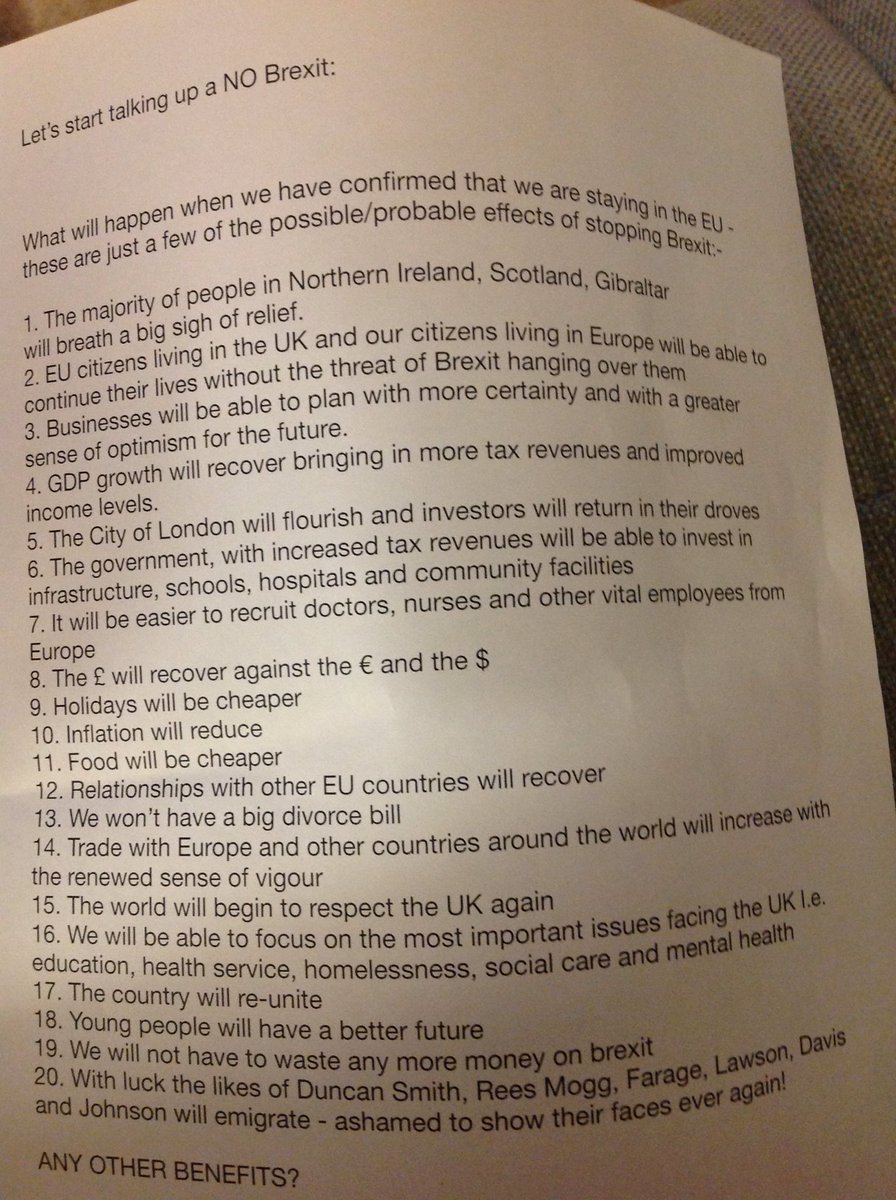 Let's start talking up a NO Brexit:
What will happen when we have confirmed that we are staying in the EU -
these are just a few of the possible/probable effects of stopping Brexit:-
1. The majority of people in Northern Ireland, Scotland, Gibraltar
will breath a big sigh of relief.
2. EU citizens living in the UK and our citizens living in Europe will be able to
continue their lives without the threat of Brexit hanging over them
3. Businesses will be able to plan with more certainty and with a greater
sense of optimism for the future.
4. GDP growth will recover bringing in more tax revenues and improved
income levels.
5. The City of London will flourish and investors will return in their droves
6. The government, with increased tax revenues will be able to invest in
infrastructure, schools, hospitals and community facilities
7. It will be easier to recruit doctors, nurses and other vital employees from
Europe
8. The £ will recover against the € and the $
9. Holidays will be cheaper
10. Inflation will reduce
11. Food will be cheaper
12. Relationships with other EU countries will recover
13. We won't have a big divorce bill
14. Trade with Europe and other countries around the world will increase with
the renewed sense of vigour
15. The world will begin to respect the UK again
16. We will be able to focus on the most important issues facing the UK I.e.
education, health service, homelessness, social care and mental health
17. The country will re-unite
18. Young people will have a better future
19. We will not have to waste any more money on brexit
20. With luck the likes of Duncan Smith, Rees Mogg, Farage, Lawson, Davis
and Johnson will emigrate - ashamed to show their faces ever again!
ANY OTHER BENEFITS?